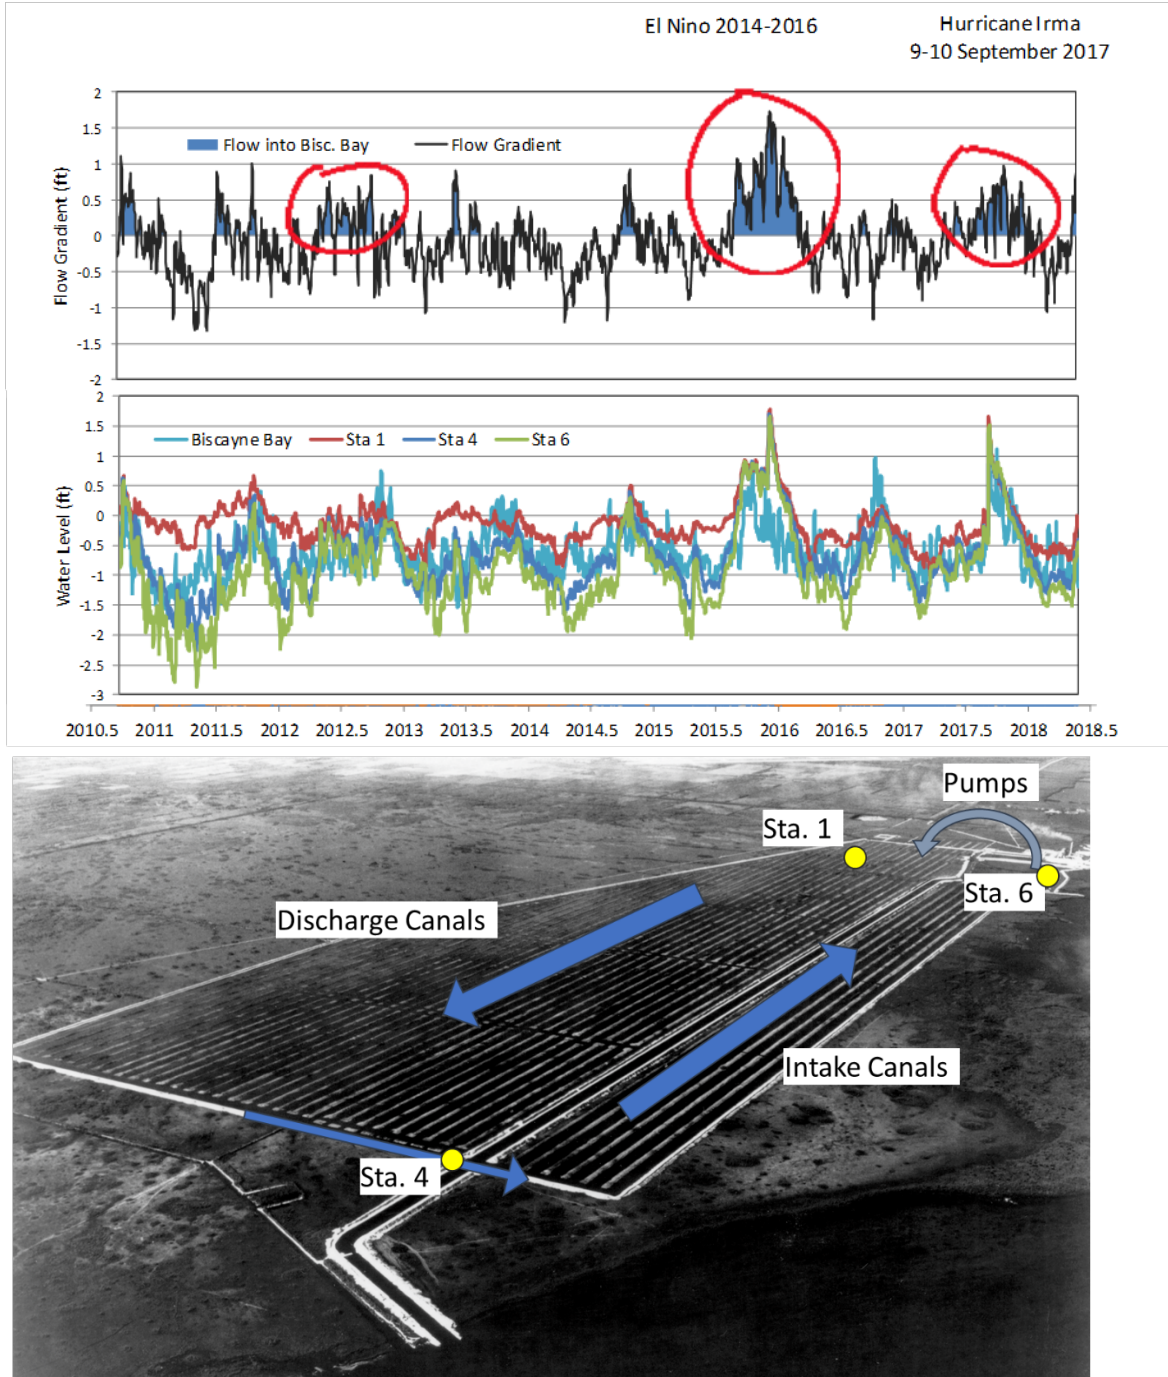 El Nino 2014-2016
Hurricane Irma
9-10 September 2017
Flow Gradient (ft)
2
1.5
1
0.5
0
-0.5
-1
-1.5
-2
Flow into Bisc. Bay
Flow Gradient
Water Level (ft)
2
1.5
1
0.5
0
-0.5
-1
-1.5
-2
-2.5
-3
Biscayne Bay
Sta 1
Sta 4
Sta 6
2010.5 2011 2011.5 2012 2012.5 2013 2013.5 2014 2014.5 2015 2015.5 2016 2016.5 2017 2017.5 2018 2018.5
Pumps
Sta. 1
Sta. 6
Discharge Canals
Intake Canals
Sta. 4